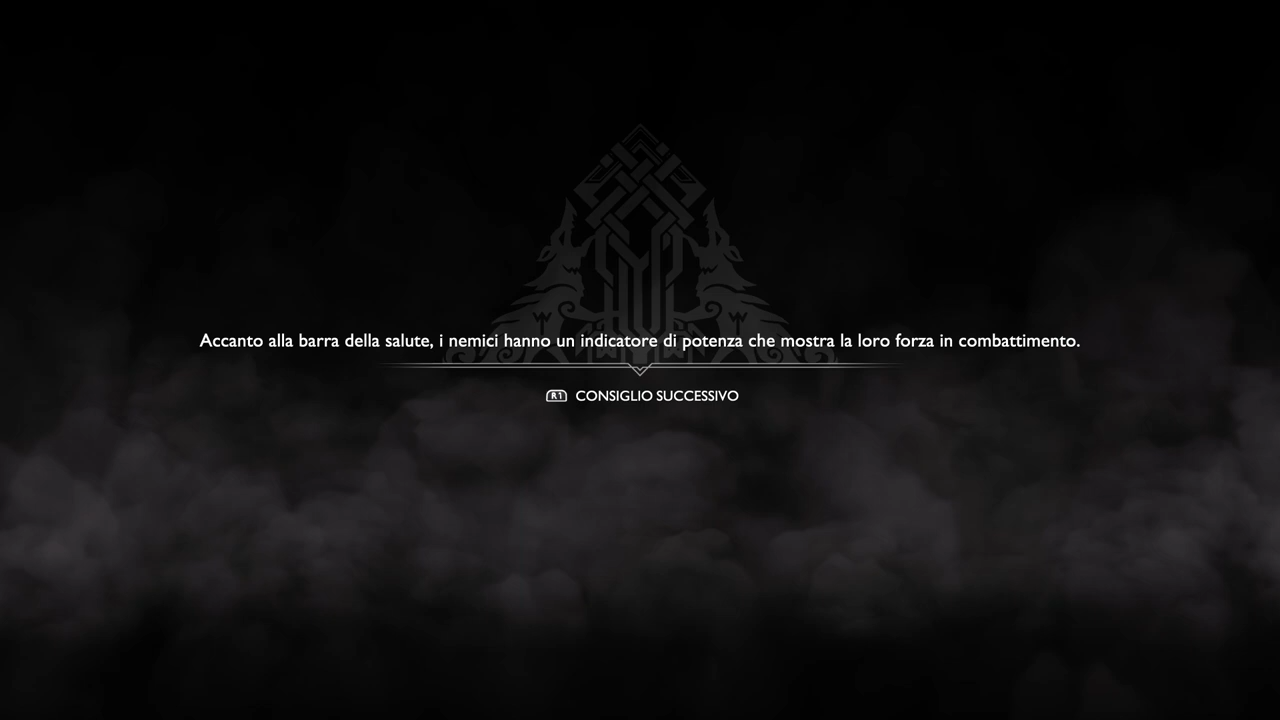 Accanto alla barra della salute, i nemici hanno un indicatore di potenza che mostra la loro forza in combattimento.
R1 CONSIGLIO SUCCESSIVO